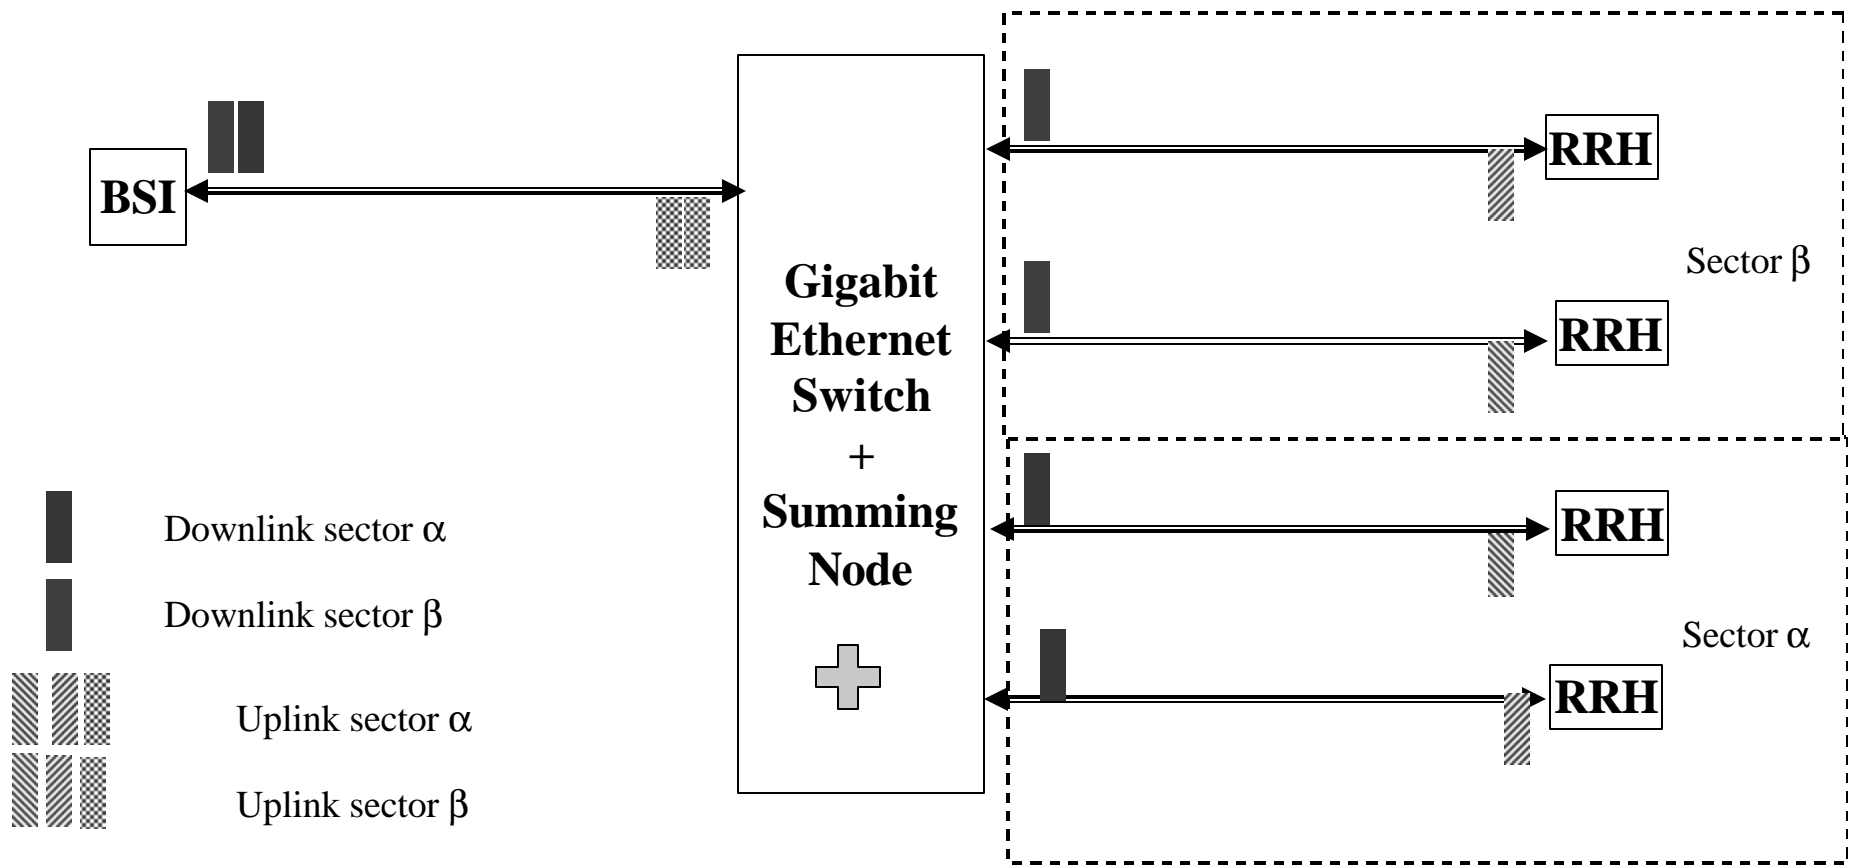 BSI
Gigabit
Ethernet
Switch
+
Summing
Node
RRH
Sector β
RRH
RRH
Sector α
RRH
Downlink sector α
Downlink sector β
Uplink sector α
Uplink sector β